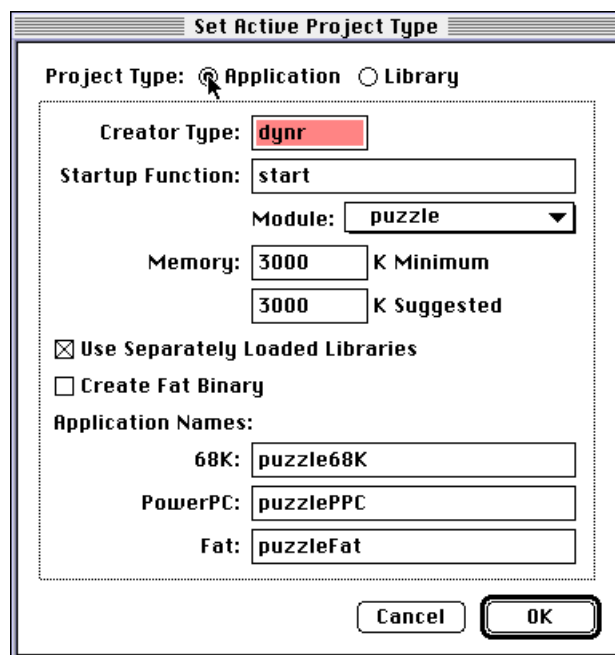 Set Active Project Type
Project Type: Application Library
Creator Type: dynr
Startup Function: start
Module: puzzle
Memory: 3000 K Minimum
3000 K Suggested
Use Separately Loaded Libraries
Create Fat Binary
Application Names:
68K: puzzle68K
PowerPC: puzzlePPC
Fat: puzzleFat
Cancel OK